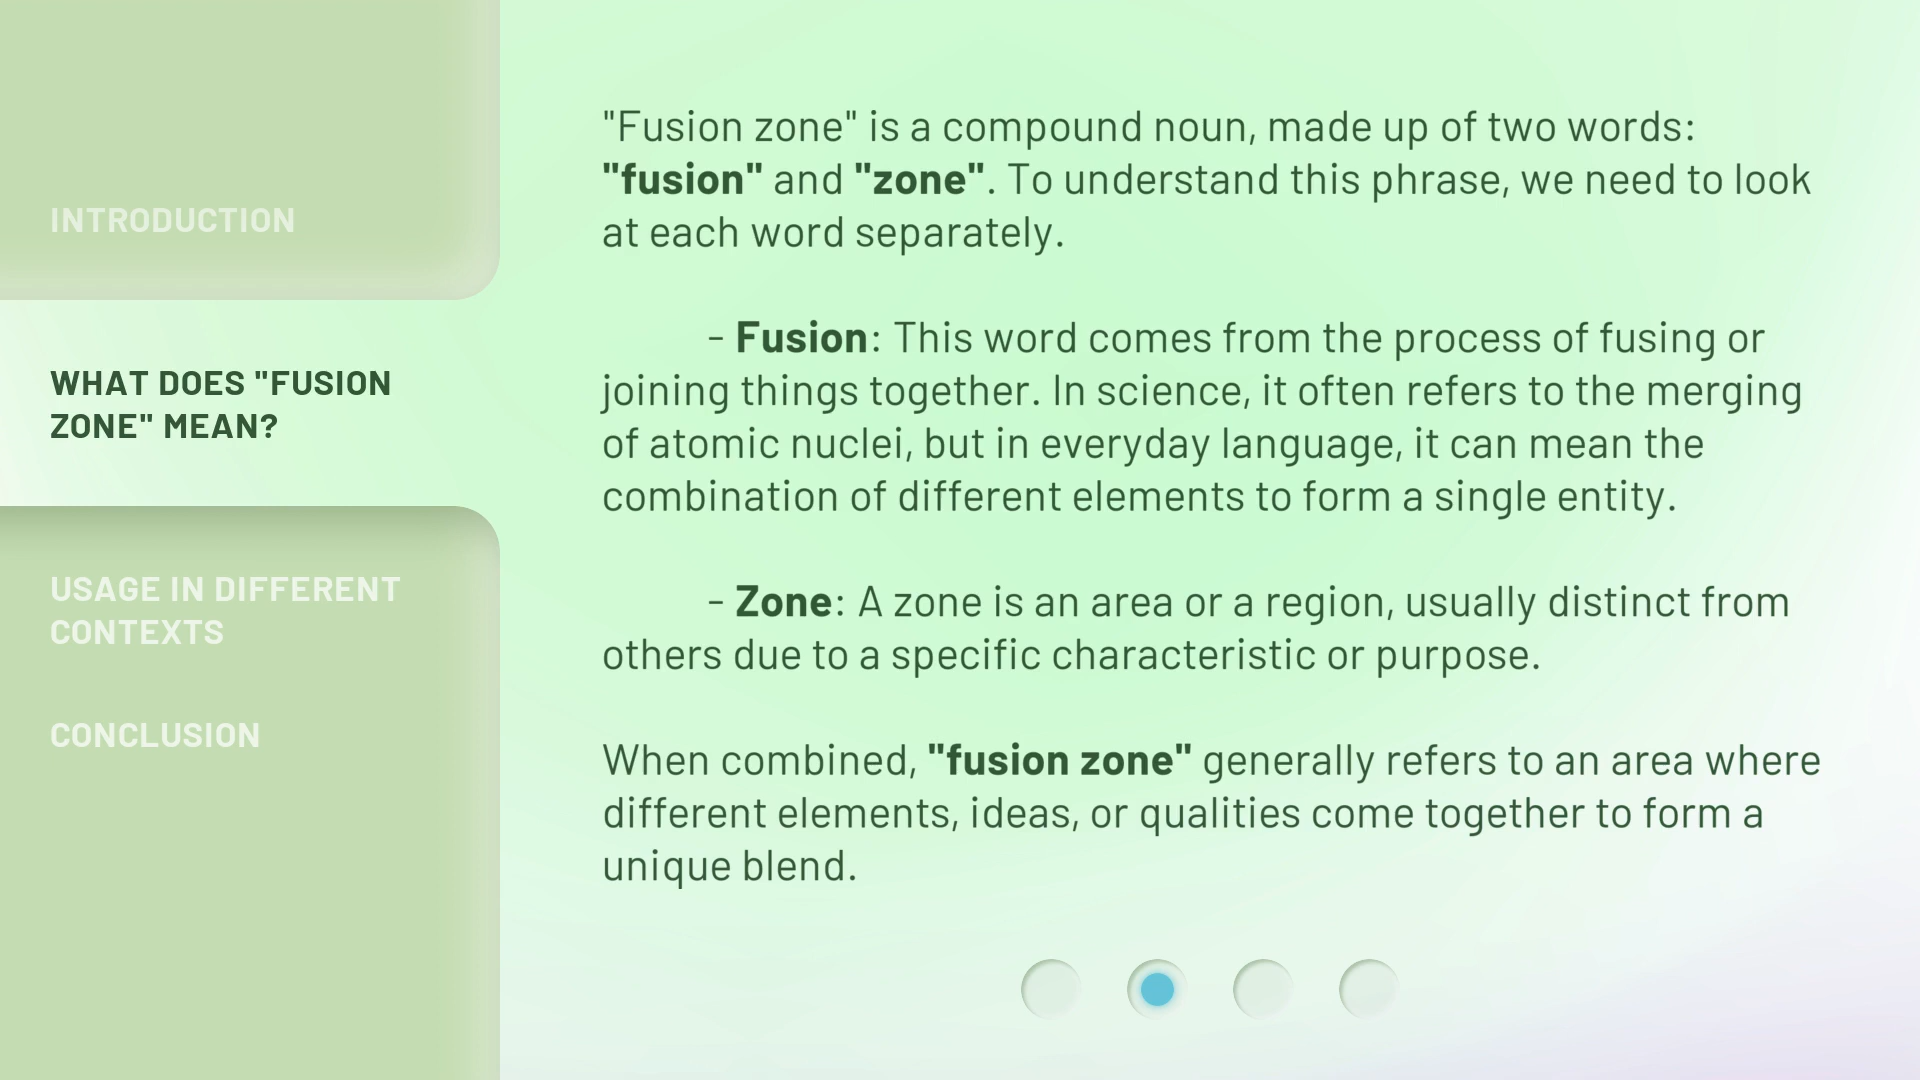 INTRODUCTION
WHAT DOES "FUSION
ZONE" MEAN?
USAGE IN DIFFERENT
CONTEXTS
CONCLUSION
"Fusion zone" is a compound noun, made up of two words:
"fusion" and "zone". To understand this phrase, we need to look
at each word separately.
- Fusion: This word comes from the process of fusing or
joining things together. In science, it often refers to the merging
of atomic nuclei, but in everyday language, it can mean the
combination of different elements to form a single entity.
- Zone: A zone is an area or a region, usually distinct from
others due to a specific characteristic or purpose.
When combined, "fusion zone" generally refers to an area where
different elements, ideas, or qualities come together to form a
unique blend.